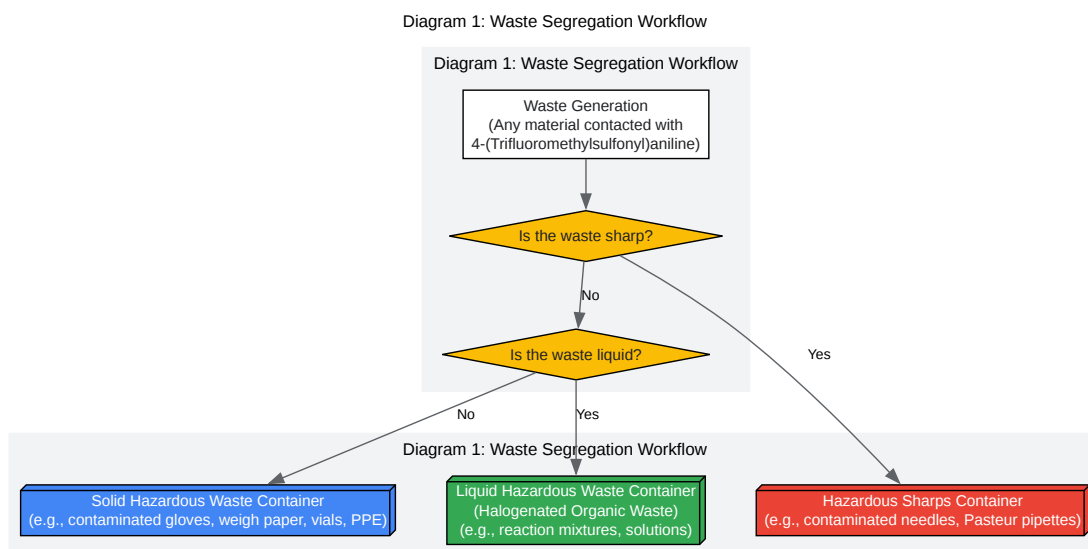 Diagram 1: Waste Segregation Workflow
Diagram 1: Waste Segregation Workflow
Waste Generation
(Any material contacted with
4-(Trifluoromethylsulfonyl)aniline)
Is the waste sharp?
No
Is the waste liquid?
Yes
No
Yes
Diagram 1: Waste Segregation Workflow
Solid Hazardous Waste Container
(e.g., contaminated gloves, weigh paper, vials, PPE)
Liquid Hazardous Waste Container
(Halogenated Organic Waste)
(e.g., reaction mixtures, solutions)
Hazardous Sharps Container
(e.g., contaminated needles, Pasteur pipettes)